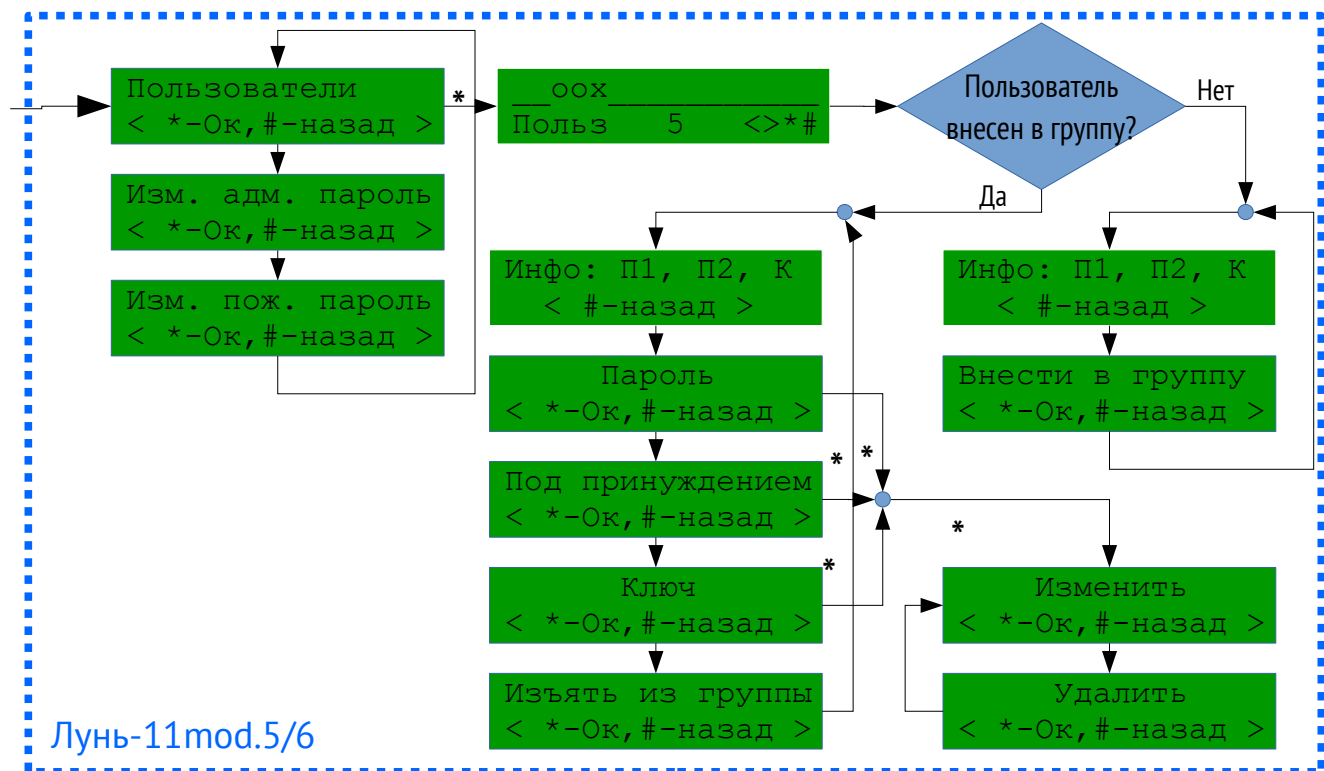 Пользователи
< *-Ок,#-назад >
*
__оох___________
Польз 5 <>*#
Пользователь
внесен в группу?
Нет
Да
Изм. адм. пароль
< *-Ок,#-назад >
Изм. пож. пароль
< *-Ок,#-назад >
Инфо: П1, П2, К
< #-назад >
Пароль
< *-Ок,#-назад >
*
Под принуждением
< *-Ок,#-назад >
*
Ключ
< *-Ок,#-назад >
*
Изъять из группы
< *-Ок,#-назад >
Инфо: П1, П2, К
< #-назад >
Внести в группу
< *-Ок,#-назад >
*
Изменить
< *-Ок,#-назад >
Удалить
< *-Ок,#-назад >
Лунь-11mod.5/6